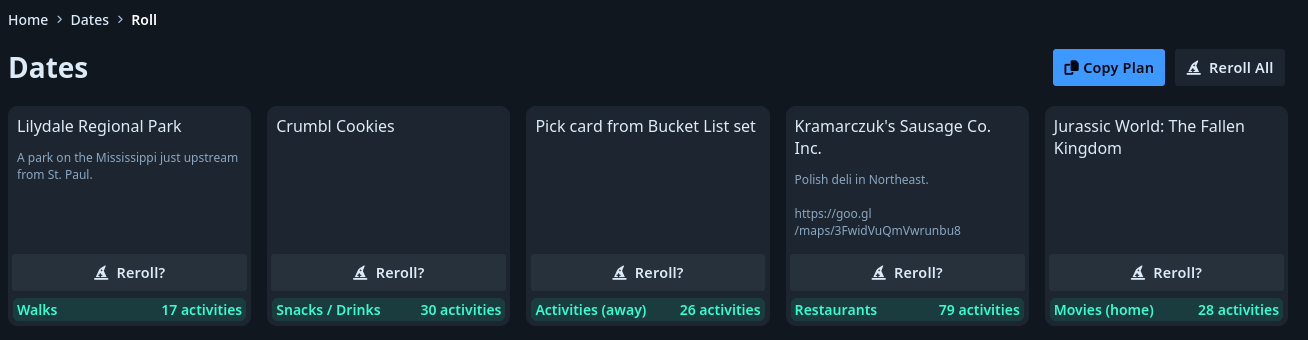 Home > Dates > Roll
Dates
Copy Plan
Reroll All
Lilydale Regional Park
A park on the Mississippi just upstream
from St. Paul.
Reroll?
Walks 17 activities
Crumbl Cookies
Reroll?
Snacks / Drinks 30 activities
Pick card from Bucket List set
Reroll?
Activities (away) 26 activities
Kramarczuk's Sausage Co.
Inc.
Polish deli in Northeast.
https://goo.gl
/maps/3FwidVuQmVwrunbu8
Reroll?
Restaurants 79 activities
Jurassic World: The Fallen
Kingdom
Reroll?
Movies (home) 28 activities